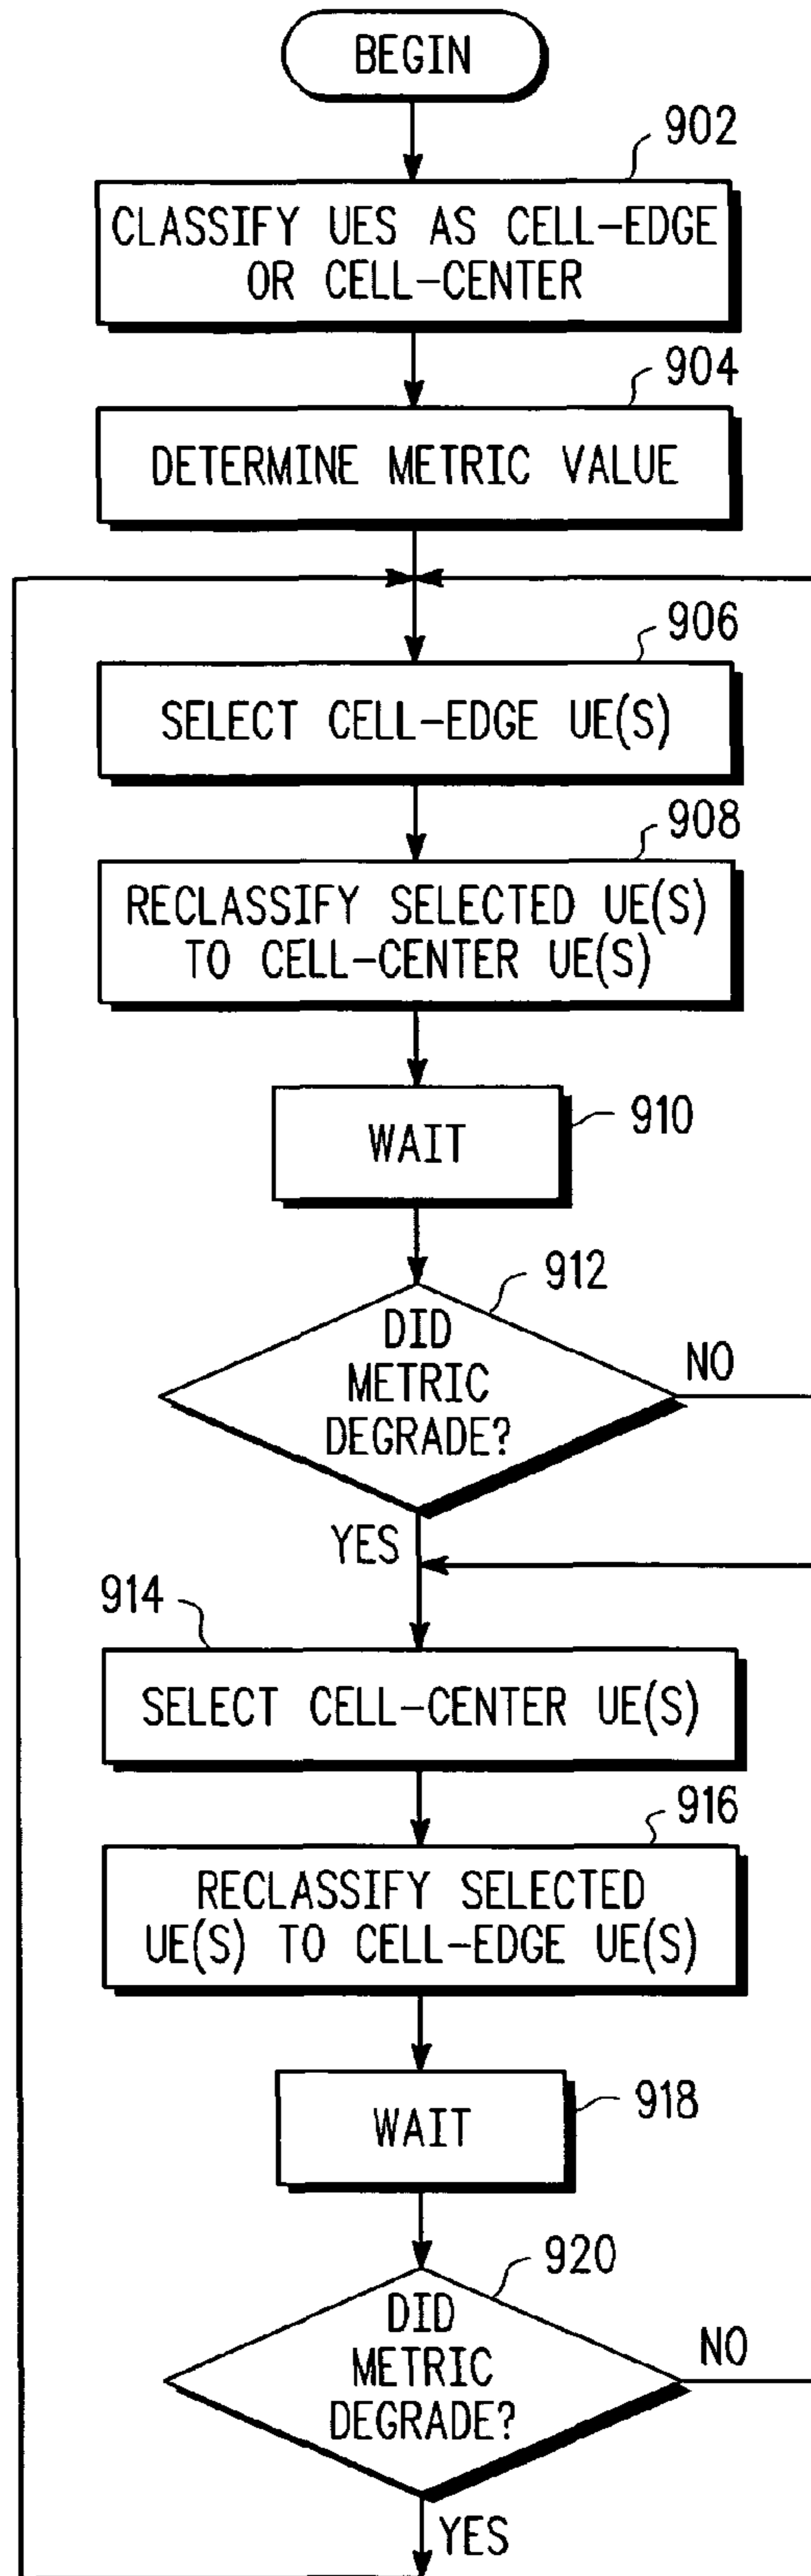 BEGIN
902
CLASSIFY UES AS CELL-EDGE
OR CELL-CENTER
904
DETERMINE METRIC VALUE
906
SELECT CELL-EDGE UE(S)
908
RECLASSIFY SELECTED UE(S)
TO CELL-CENTER UE(S)
WAIT
910
912
DID
METRIC
DEGRADE?
NO
YES
914
SELECT CELL-CENTER UE(S)
916
RECLASSIFY SELECTED
UE(S) TO CELL-EDGE UE(S)
WAIT
918
920
DID
METRIC
DEGRADE?
NO
YES